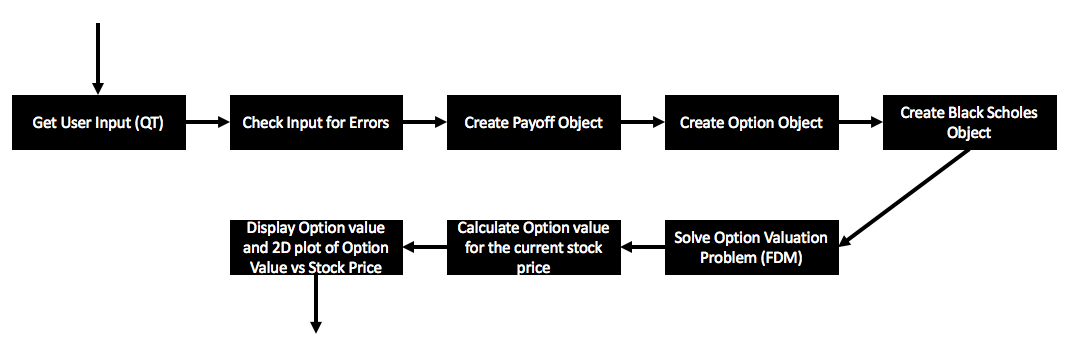 Get User Input (QT)
Check Input for Errors
Create Payoff Object
Create Option Object
Create Black Scholes
Object
Solve Option Valuation
Problem (FDM)
Calculate Option value
for the current stock
price
Display Option value
and 2D plot of Option
Value vs Stock Price